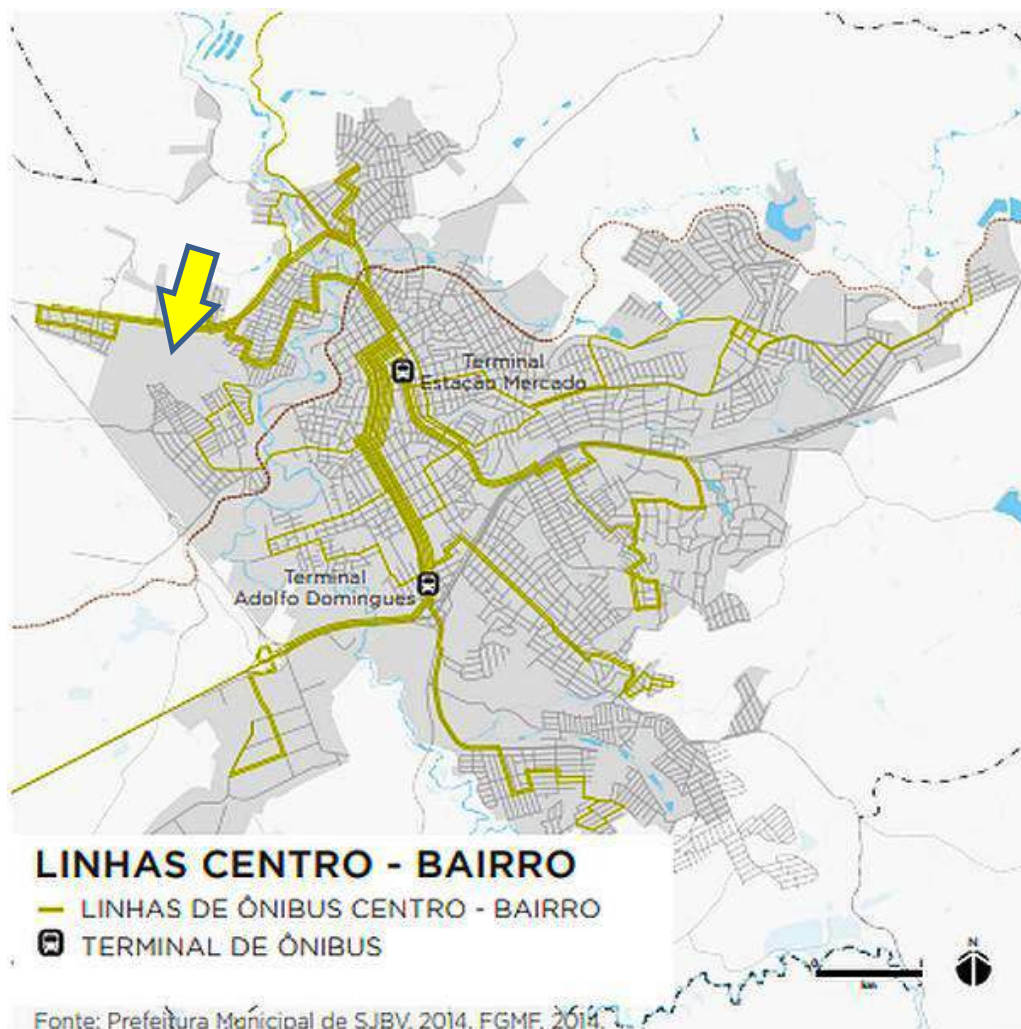 Terminal
Estação Mercado
Terminal
Adolfo Domingues
LINHAS CENTRO - BAIRRO
LINHAS DE ÔNIBUS CENTRO - BAIRRO
TERMINAL DE ÔNIBUS
N
km
Fonte: Prefeitura Municipal de SJBV, 2014. FGMF, 2014.